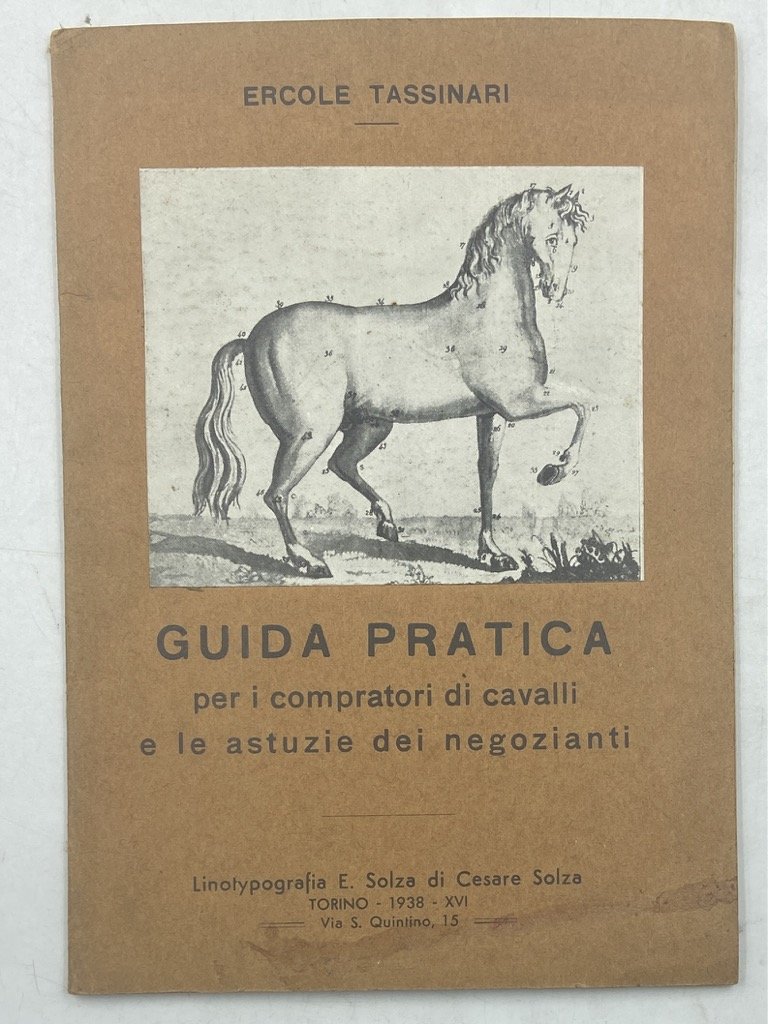 ERCOLE TASSINARI
GUIDA PRATICA
per i compratori di cavalli
e le astuzie dei negozianti
Linotypografia E. Solza di Cesare Solza
TORINO - 1938 - XVI
Via S. Quintino, 15